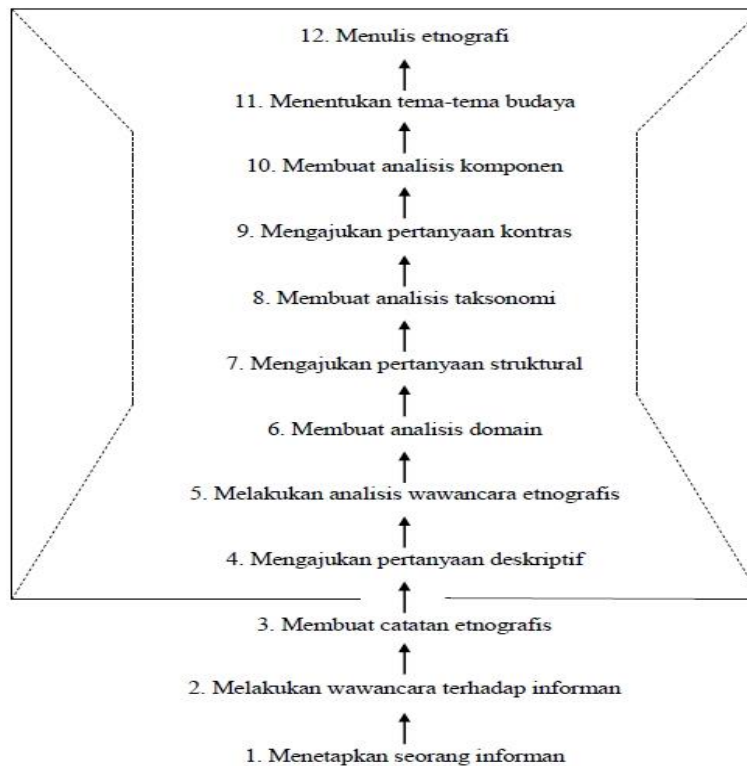 12. Menulis etnografi
11. Menentukan tema-tema budaya
10. Membuat analisis komponen
9. Mengajukan pertanyaan kontras
8. Membuat analisis taksonomi
7. Mengajukan pertanyaan struktural
6. Membuat analisis domain
5. Melakukan analisis wawancara etnografis
4. Mengajukan pertanyaan deskriptif
3. Membuat catatan etnografis
2. Melakukan wawancara terhadap informan
1. Menetapkan seorang informan